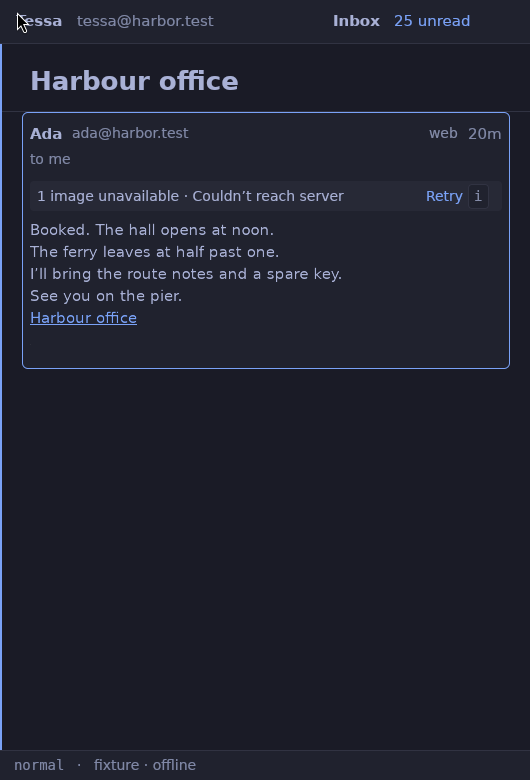 Tessa tessa@harbor.test Inbox 25 unread
Harbour office
Ada ada@harbor.test web 20m
to me
1 image unavailable · Couldn’t reach server Retry i
Booked. The hall opens at noon.
The ferry leaves at half past one.
I’ll bring the route notes and a spare key.
See you on the pier.
Harbour office
normal · fixture · offline